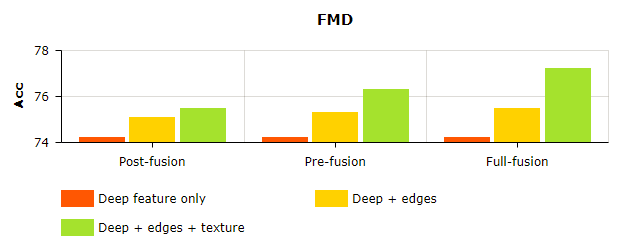 FMD
78
76
74
Acc
Post-fusion
Pre-fusion
Full-fusion
Deep feature only
Deep + edges
Deep + edges + texture